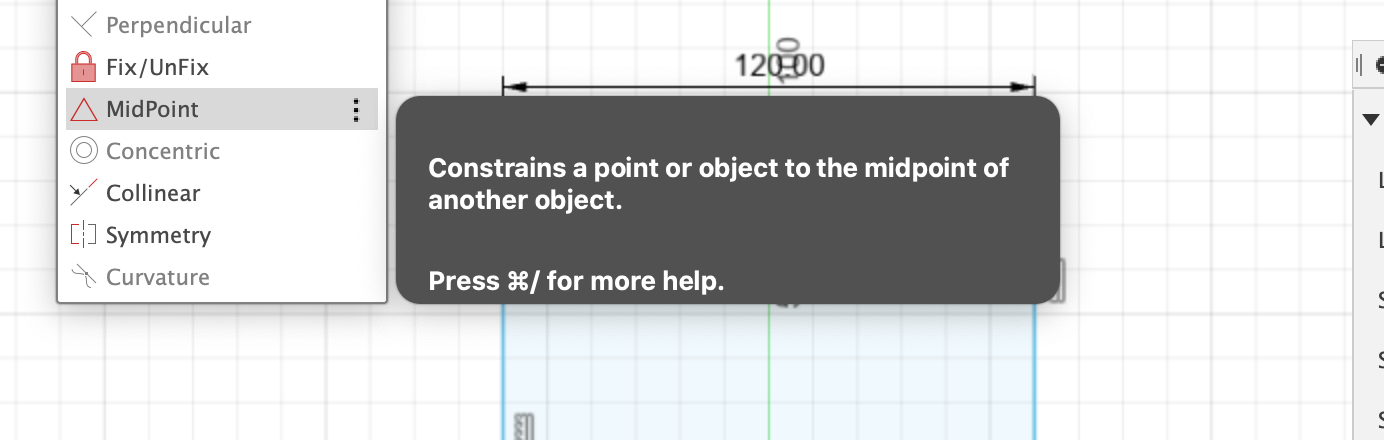 Perpendicular
Fix/UnFix
MidPoint
Concentric
Collinear
Symmetry
Curvature
120.00
Constrains a point or object to the midpoint of
another object.
Press ⌘/ for more help.
L
L
S
S
S